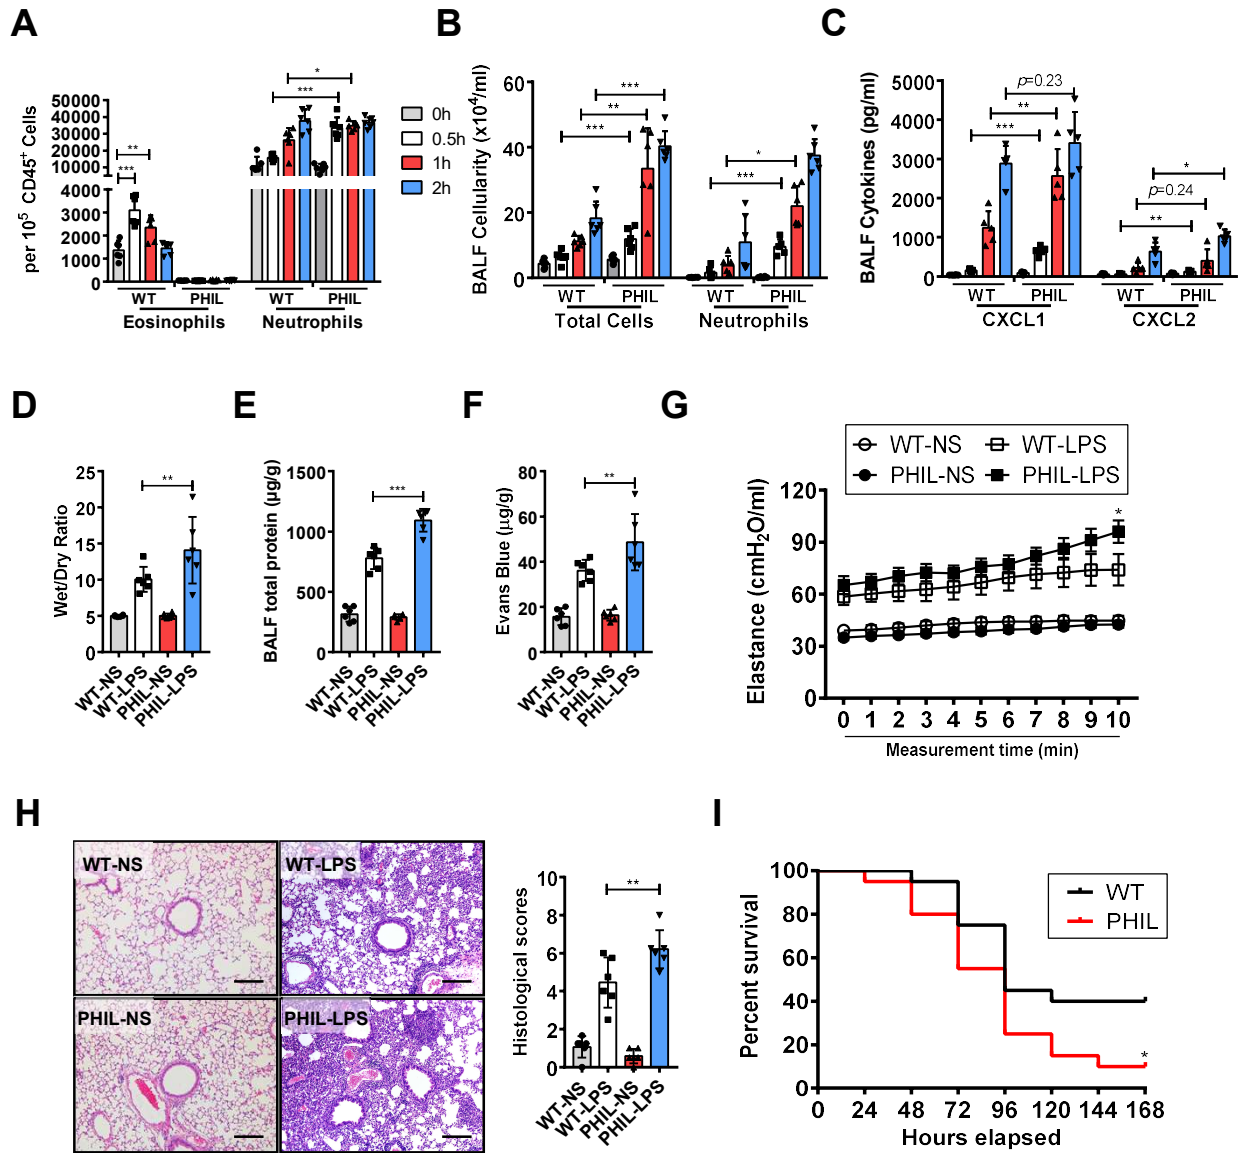 A
per 10⁵ CD45⁺ Cells
50000
40000
30000
20000
10000
4000
3000
2000
1000
0
***
**
***
*
WT
PHIL
WT
PHIL
Eosinophils
Neutrophils
0h
0.5h
1h
2h
B
BALF Cellularity (x10⁴/ml)
60
40
20
0
***
**
***
*
***
WT
PHIL
WT
PHIL
Total Cells
Neutrophils
C
BALF Cytokines (pg/ml)
5000
4000
3000
2000
1000
0
p=0.23
**
***
*
p=0.24
**
WT
PHIL
WT
PHIL
CXCL1
CXCL2
D
Wet/Dry Ratio
25
20
15
10
5
0
**
WT-NS
WT-LPS
PHIL-NS
PHIL-LPS
E
BALF total protein (µg/g)
1500
1000
500
0
***
WT-NS
WT-LPS
PHIL-NS
PHIL-LPS
F
Evans Blue (µg/g)
80
60
40
20
0
**
WT-NS
WT-LPS
PHIL-NS
PHIL-LPS
G
WT-NS
WT-LPS
PHIL-NS
PHIL-LPS
Elastance (cmH₂O/ml)
120
90
60
30
0
*
0 1 2 3 4 5 6 7 8 9 10
Measurement time (min)
H
WT-NS
WT-LPS
PHIL-NS
PHIL-LPS
Histological scores
10
8
6
4
2
0
**
WT-NS
WT-LPS
PHIL-NS
PHIL-LPS
I
Percent survival
100
80
60
40
20
0
WT
PHIL
*
0 24 48 72 96 120 144 168
Hours elapsed